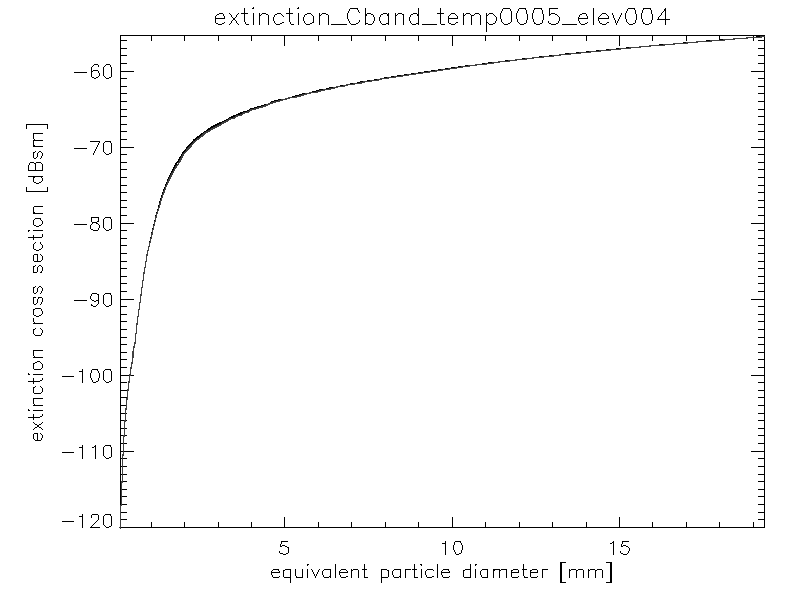 extinction_Cband_temp0005_elev004
extinction cross section [dBsm]
-60
-70
-80
-90
-100
-110
-120
5 10 15
equivalent particle diameter [mm]